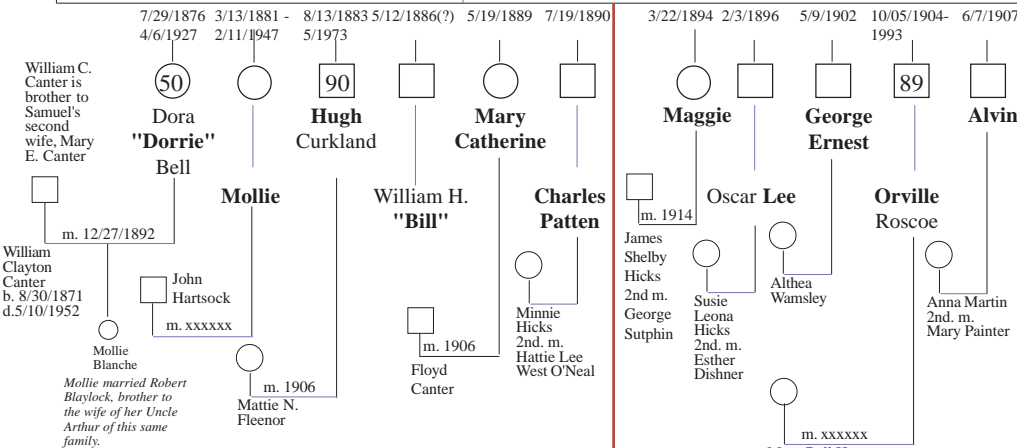 7/29/1876 3/13/1881 - 8/13/1883 5/12/1886(?) 5/19/1889 7/19/1890 3/22/1894 2/3/1896 5/9/1902 10/05/1904- 6/7/1907
4/6/1927 2/11/1947 5/1973 1993
William C.
Canter is
brother to
Samuel's
second
wife, Mary
E. Canter
50
90
89
Dora
"Dorrie"
Bell
Mollie
Hugh
Curkland
William H.
"Bill"
Mary
Catherine
Charles
Patten
Maggie
Oscar Lee
George
Ernest
Orville
Roscoe
Alvin
m. 12/27/1892
William
Clayton
Canter
b. 8/30/1871
d.5/10/1952
Mollie
Blanche
Mollie married Robert
Blaylock, brother to
the wife of her Uncle
Arthur of this same
family.
John
Hartsock
m. xxxxxx
m. 1906
Mattie N.
Fleenor
m. 1906
Floyd
Canter
Minnie
Hicks
2nd. m.
Hattie Lee
West O'Neal
m. 1914
James
Shelby
Hicks
2nd m.
George
Sutphin
Susie
Leona
Hicks
2nd. m.
Esther
Dishner
Althea
Wamsley
m. xxxxxx
Anna Martin
2nd. m.
Mary Painter